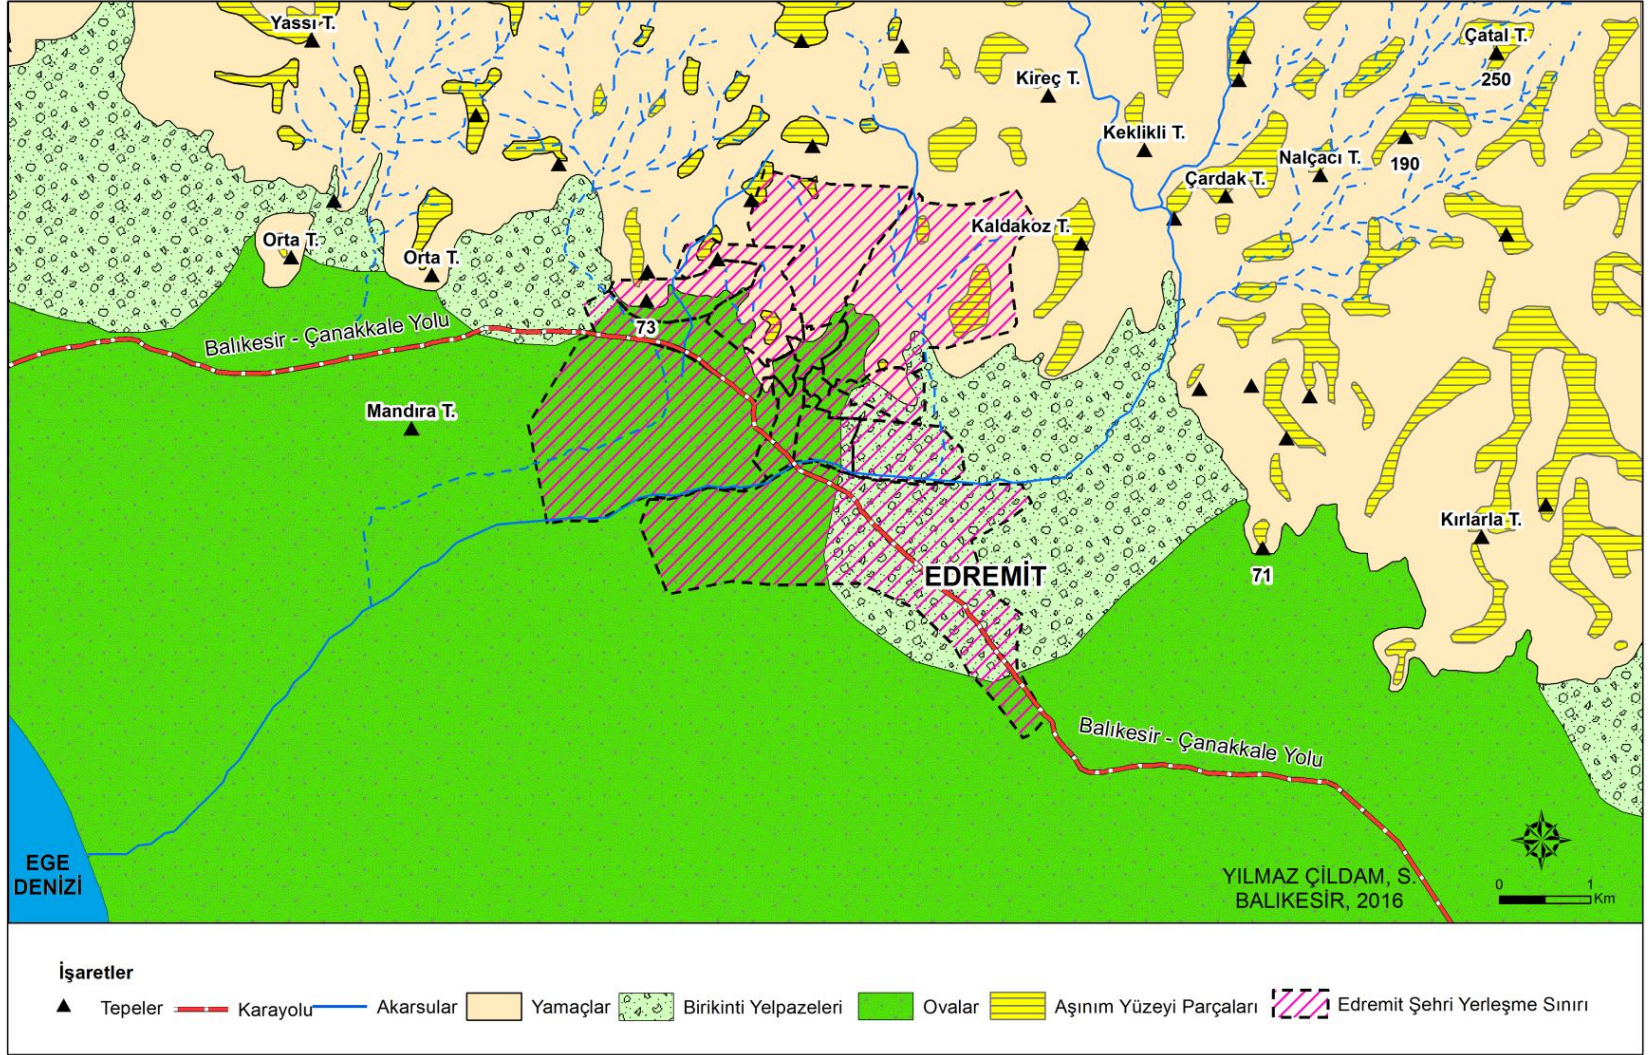 Yassı T.
Çatal T.
250
Kireç T.
Keklikli T.
Nalçacı T.
190
Çardak T.
Kaldakoz T.
Orta T.
Orta T.
73
Balıkesir - Çanakkale Yolu
Mandıra T.
Kırlarla T.
71
EDREMİT
Balıkesir - Çanakkale Yolu
EGE
DENİZİ
YILMAZ ÇİLDAM, S.
BALIKESİR, 2016
0 1
Km
İşaretler
Tepeler Karayolu Akarsular Yamaçlar Birikinti Yelpazeleri Ovalar Aşınım Yüzeyi Parçaları Edremit Şehri Yerleşme Sınırı